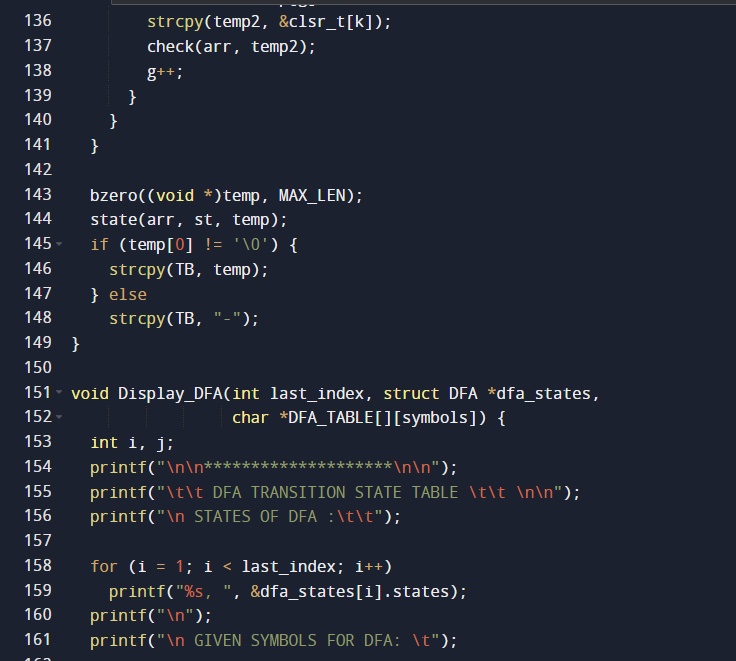 136 strcpy(temp2, &clsr_t[k]);
137 check(arr, temp2);
138 g++;
139 }
140 }
141 }
142
143 bzero((void *)temp, MAX_LEN);
144 state(arr, st, temp);
145 if (temp[0] != '\0') {
146 strcpy(TB, temp);
147 } else
148 strcpy(TB, "-");
149 }
150
151 void Display_DFA(int last_index, struct DFA *dfa_states,
152 char *DFA_TABLE[][symbols]) {
153 int i, j;
154 printf("\n\n********************\n\n");
155 printf("\t\t DFA TRANSITION STATE TABLE \t\t \n\n");
156 printf("\n STATES OF DFA :\t\t");
157
158 for (i = 1; i < last_index; i++)
159 printf("%s, ", &dfa_states[i].states);
160 printf("\n");
161 printf("\n GIVEN SYMBOLS FOR DFA: \t");